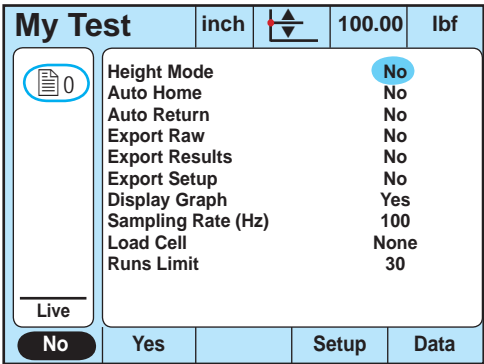 My Test inch 100.00 lbf
0
Height Mode No
Auto Home No
Auto Return No
Export Raw No
Export Results No
Export Setup No
Display Graph Yes
Sampling Rate (Hz) 100
Load Cell None
Runs Limit 30
Live
No Yes Setup Data